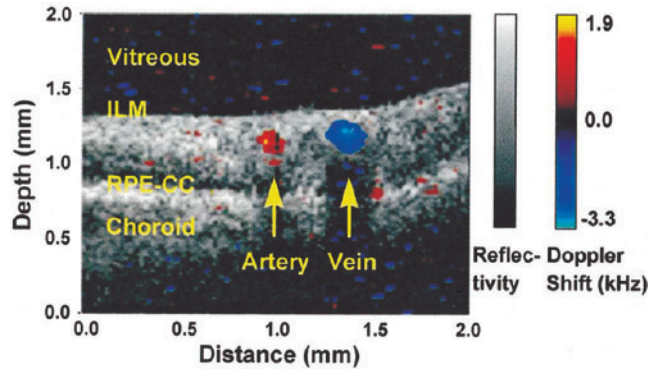 2.0
1.5
1.0
0.5
0.0
Depth (mm)
Vitreous
ILM
RPE-CC
Choroid
Artery
Vein
0.0
0.5
1.0
1.5
2.0
Distance (mm)
1.9
0.0
-3.3
Reflec-
tivity
Doppler
Shift (kHz)